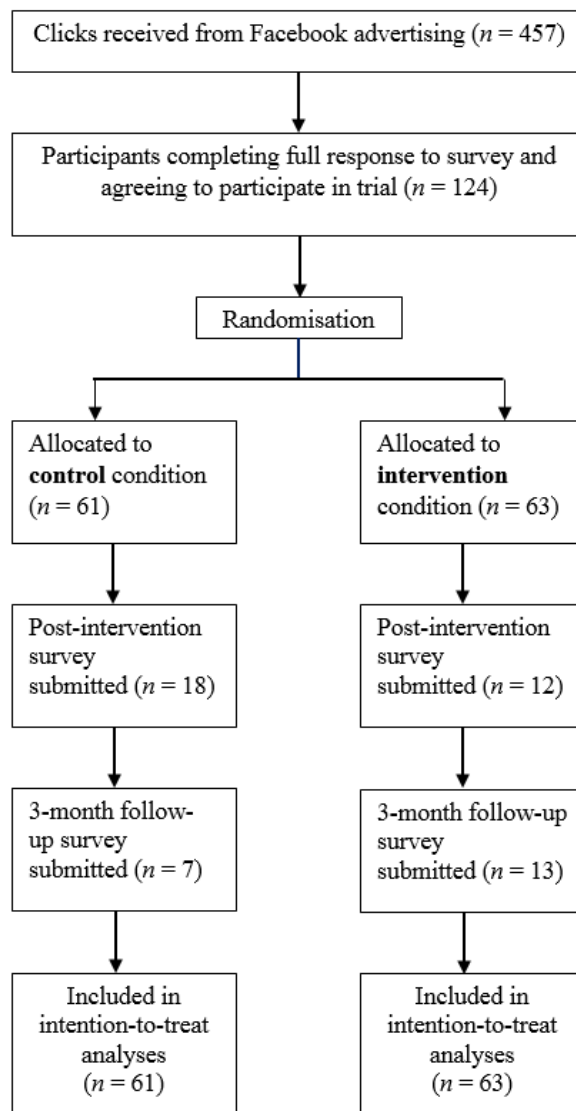 Clicks received from Facebook advertising (n = 457)
Participants completing full response to survey and
agreeing to participate in trial (n = 124)
Randomisation
Allocated to
control condition
(n = 61)
Allocated to
intervention
condition (n = 63)
Post-intervention
survey
submitted (n = 18)
Post-intervention
survey
submitted (n = 12)
3-month follow-
up survey
submitted (n = 7)
3-month follow-up
survey
submitted (n = 13)
Included in
intention-to-treat
analyses
(n = 61)
Included in
intention-to-treat
analyses
(n = 63)